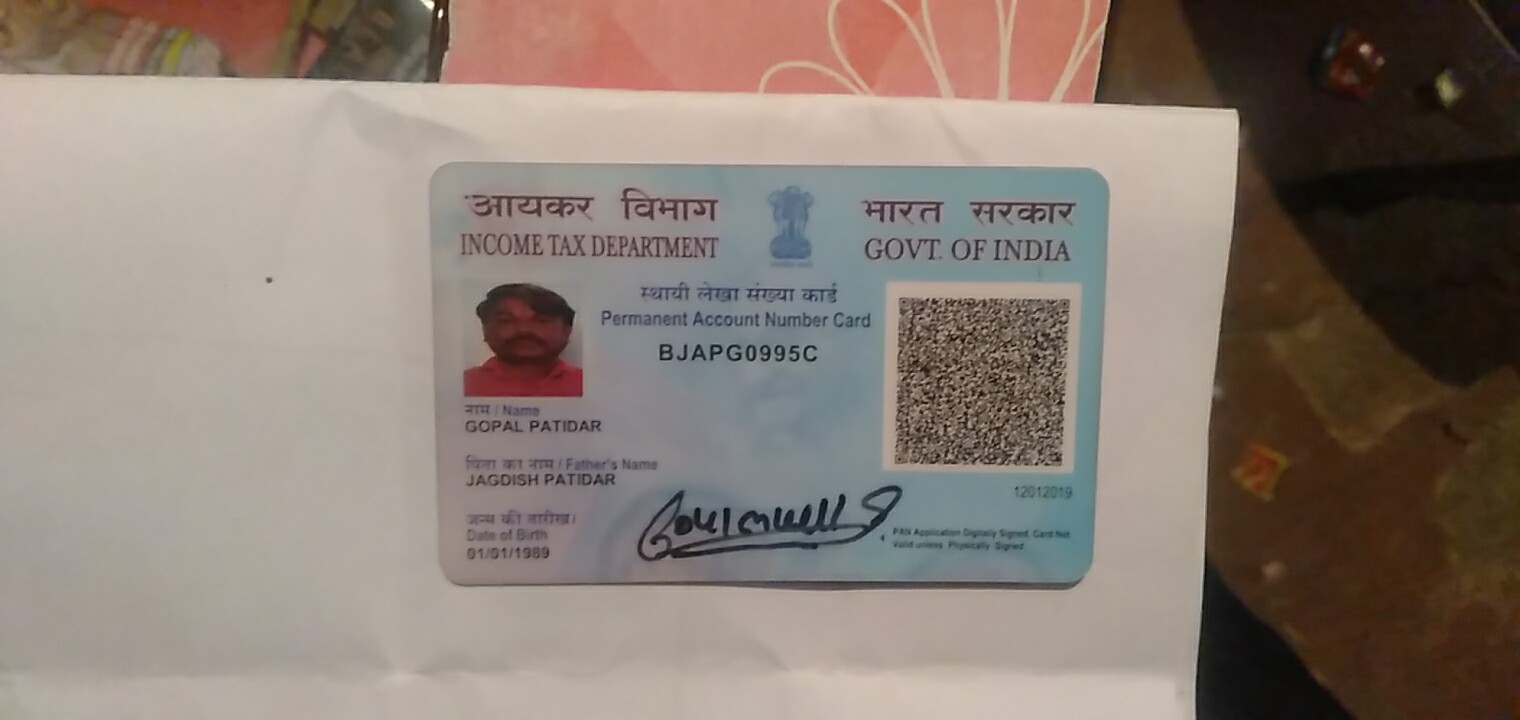 आयकर विभाग
INCOME TAX DEPARTMENT
भारत सरकार
GOVT. OF INDIA
स्थायी लेखा संख्या कार्ड
Permanent Account Number Card
BJAPG0995C
नाम / Name
GOPAL PATIDAR
पिता का नाम / Father's Name
JAGDISH PATIDAR
जन्म की तारीख /
Date of Birth
01/01/1989
12012019
PAN Application Digitally Signed, Card Not
Valid unless Physically Signed